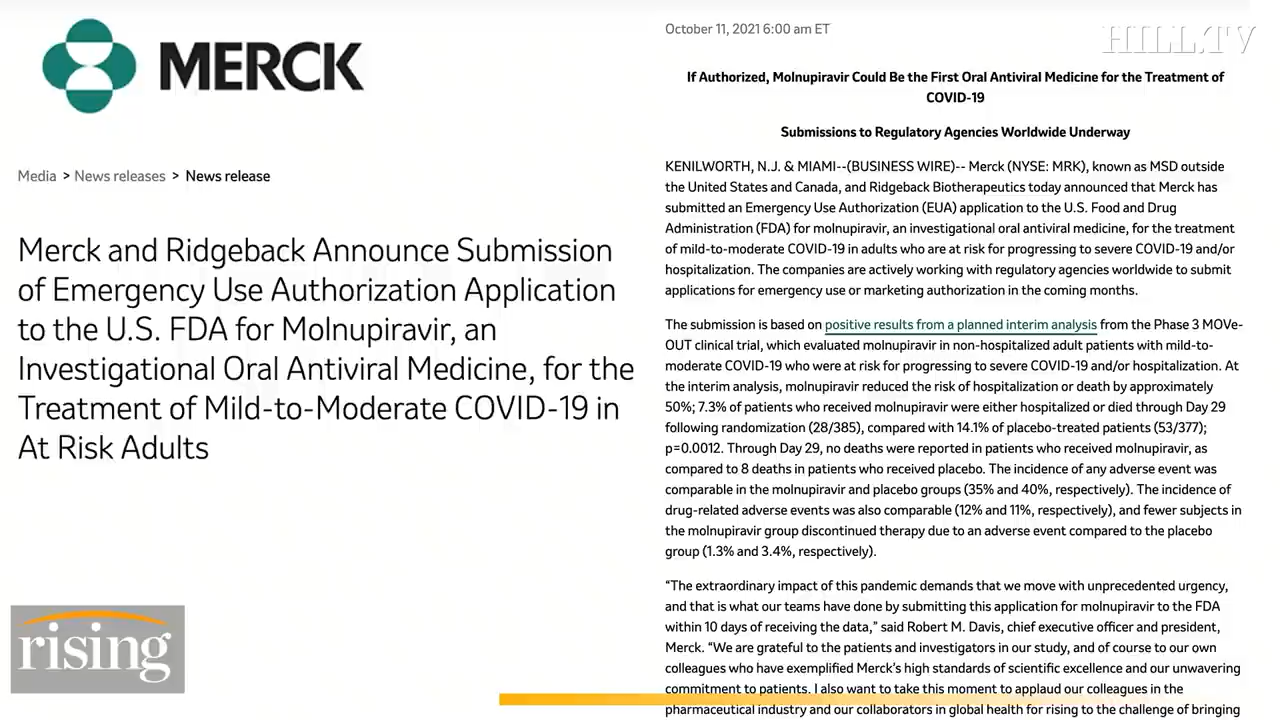 MERCK
Media > News releases > News release
Merck and Ridgeback Announce Submission
of Emergency Use Authorization Application
to the U.S. FDA for Molnupiravir, an
Investigational Oral Antiviral Medicine, for the
Treatment of Mild-to-Moderate COVID-19 in
At Risk Adults
rising
October 11, 2021 6:00 am ET
HILL.TV
If Authorized, Molnupiravir Could Be the First Oral Antiviral Medicine for the Treatment of
COVID-19
Submissions to Regulatory Agencies Worldwide Underway
KENILWORTH, N.J. & MIAMI--(BUSINESS WIRE)-- Merck (NYSE: MRK), known as MSD outside
the United States and Canada, and Ridgeback Biotherapeutics today announced that Merck has
submitted an Emergency Use Authorization (EUA) application to the U.S. Food and Drug
Administration (FDA) for molnupiravir, an investigational oral antiviral medicine, for the treatment
of mild-to-moderate COVID-19 in adults who are at risk for progressing to severe COVID-19 and/or
hospitalization. The companies are actively working with regulatory agencies worldwide to submit
applications for emergency use or marketing authorization in the coming months.
The submission is based on positive results from a planned interim analysis from the Phase 3 MOVe-
OUT clinical trial, which evaluated molnupiravir in non-hospitalized adult patients with mild-to-
moderate COVID-19 who were at risk for progressing to severe COVID-19 and/or hospitalization. At
the interim analysis, molnupiravir reduced the risk of hospitalization or death by approximately
50%; 7.3% of patients who received molnupiravir were either hospitalized or died through Day 29
following randomization (28/385), compared with 14.1% of placebo-treated patients (53/377);
p=0.0012. Through Day 29, no deaths were reported in patients who received molnupiravir, as
compared to 8 deaths in patients who received placebo. The incidence of any adverse event was
comparable in the molnupiravir and placebo groups (35% and 40%, respectively). The incidence of
drug-related adverse events was also comparable (12% and 11%, respectively), and fewer subjects in
the molnupiravir group discontinued therapy due to an adverse event compared to the placebo
group (1.3% and 3.4%, respectively).
“The extraordinary impact of this pandemic demands that we move with unprecedented urgency,
and that is what our teams have done by submitting this application for molnupiravir to the FDA
within 10 days of receiving the data,” said Robert M. Davis, chief executive officer and president,
Merck. “We are grateful to the patients and investigators in our study, and of course to our own
colleagues who have exemplified Merck’s high standards of scientific excellence and our unwavering
commitment to patients. I also want to take this moment to applaud our colleagues in the
pharmaceutical industry and our collaborators in global health for rising to the challenge of bringing